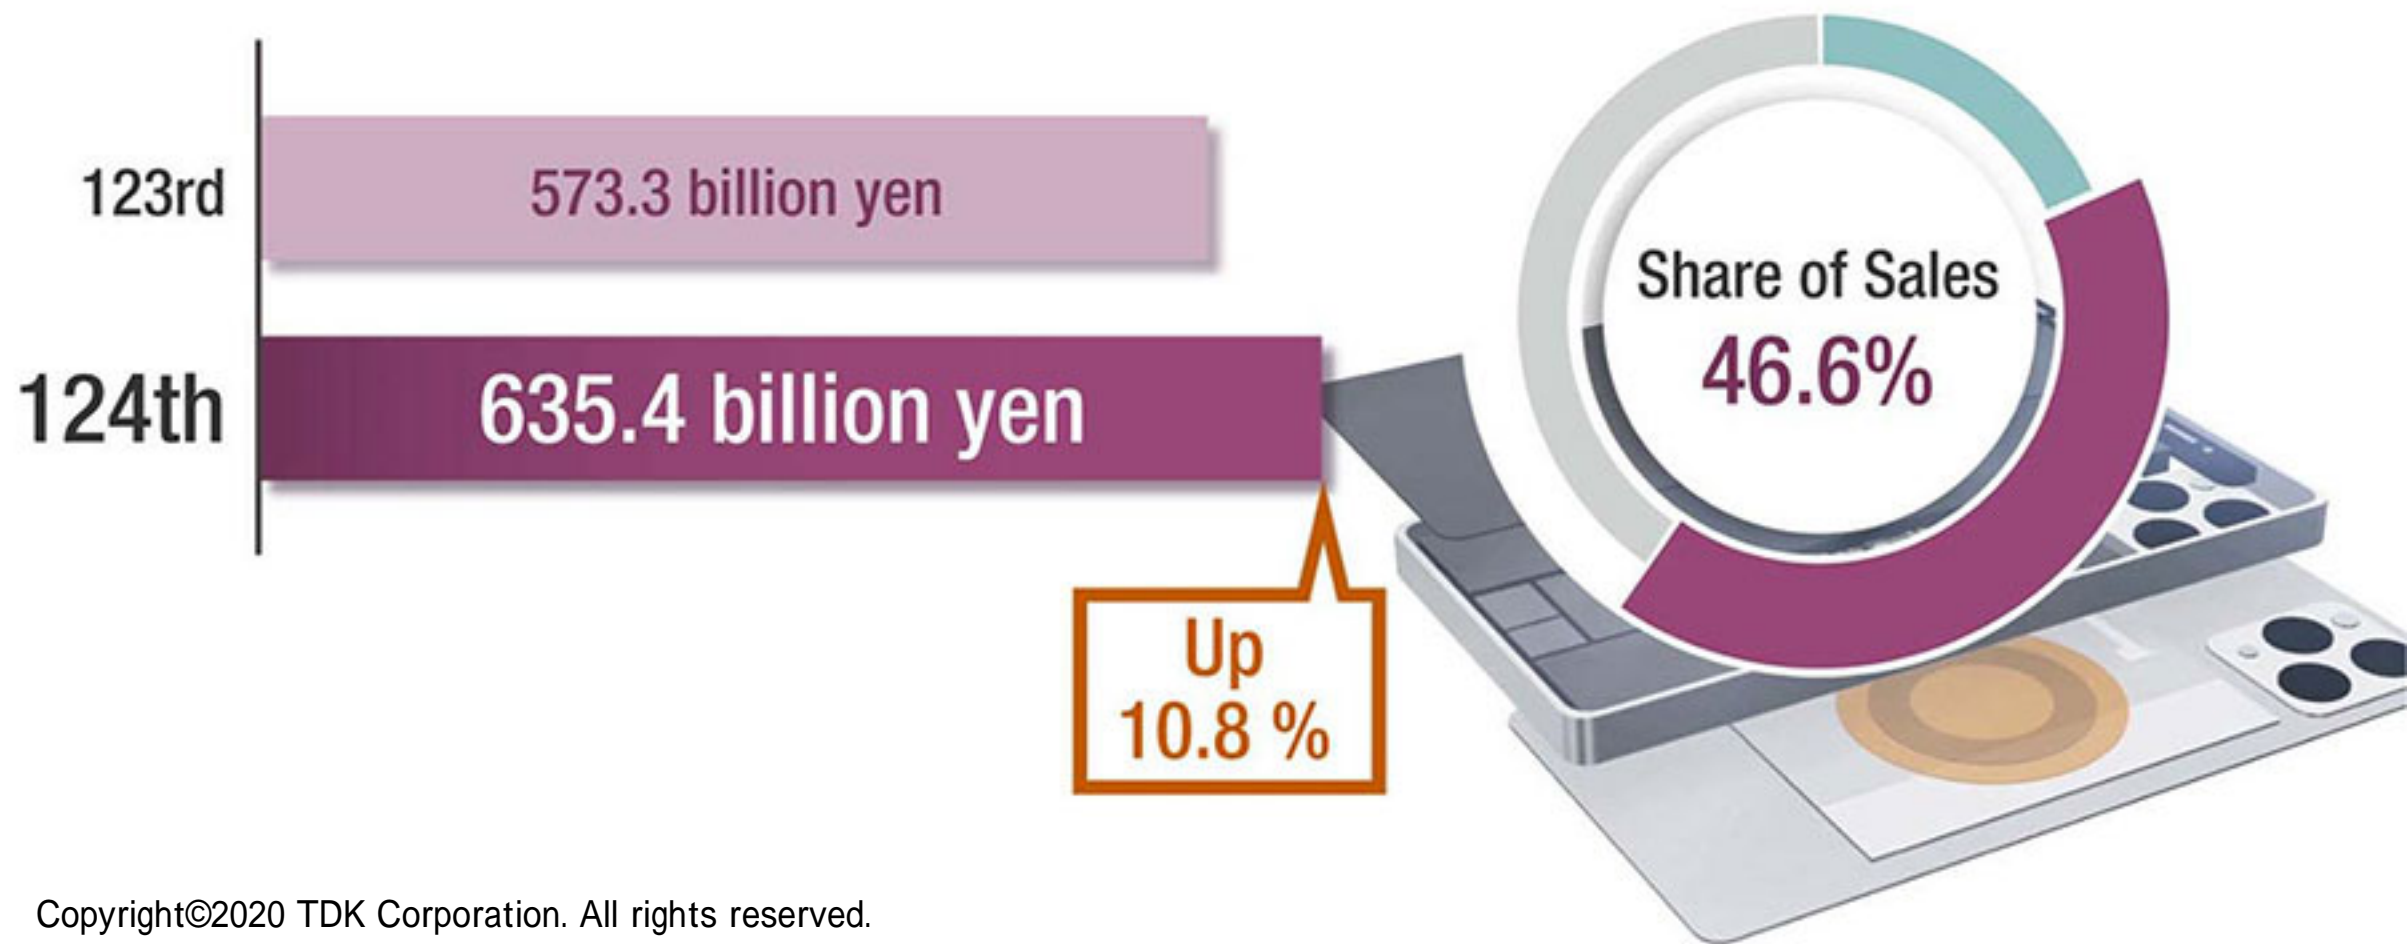 123rd
573.3 billion yen
124th
635.4 billion yen
Up
10.8 %
Share of Sales
46.6%
Copyright©2020 TDK Corporation. All rights reserved.